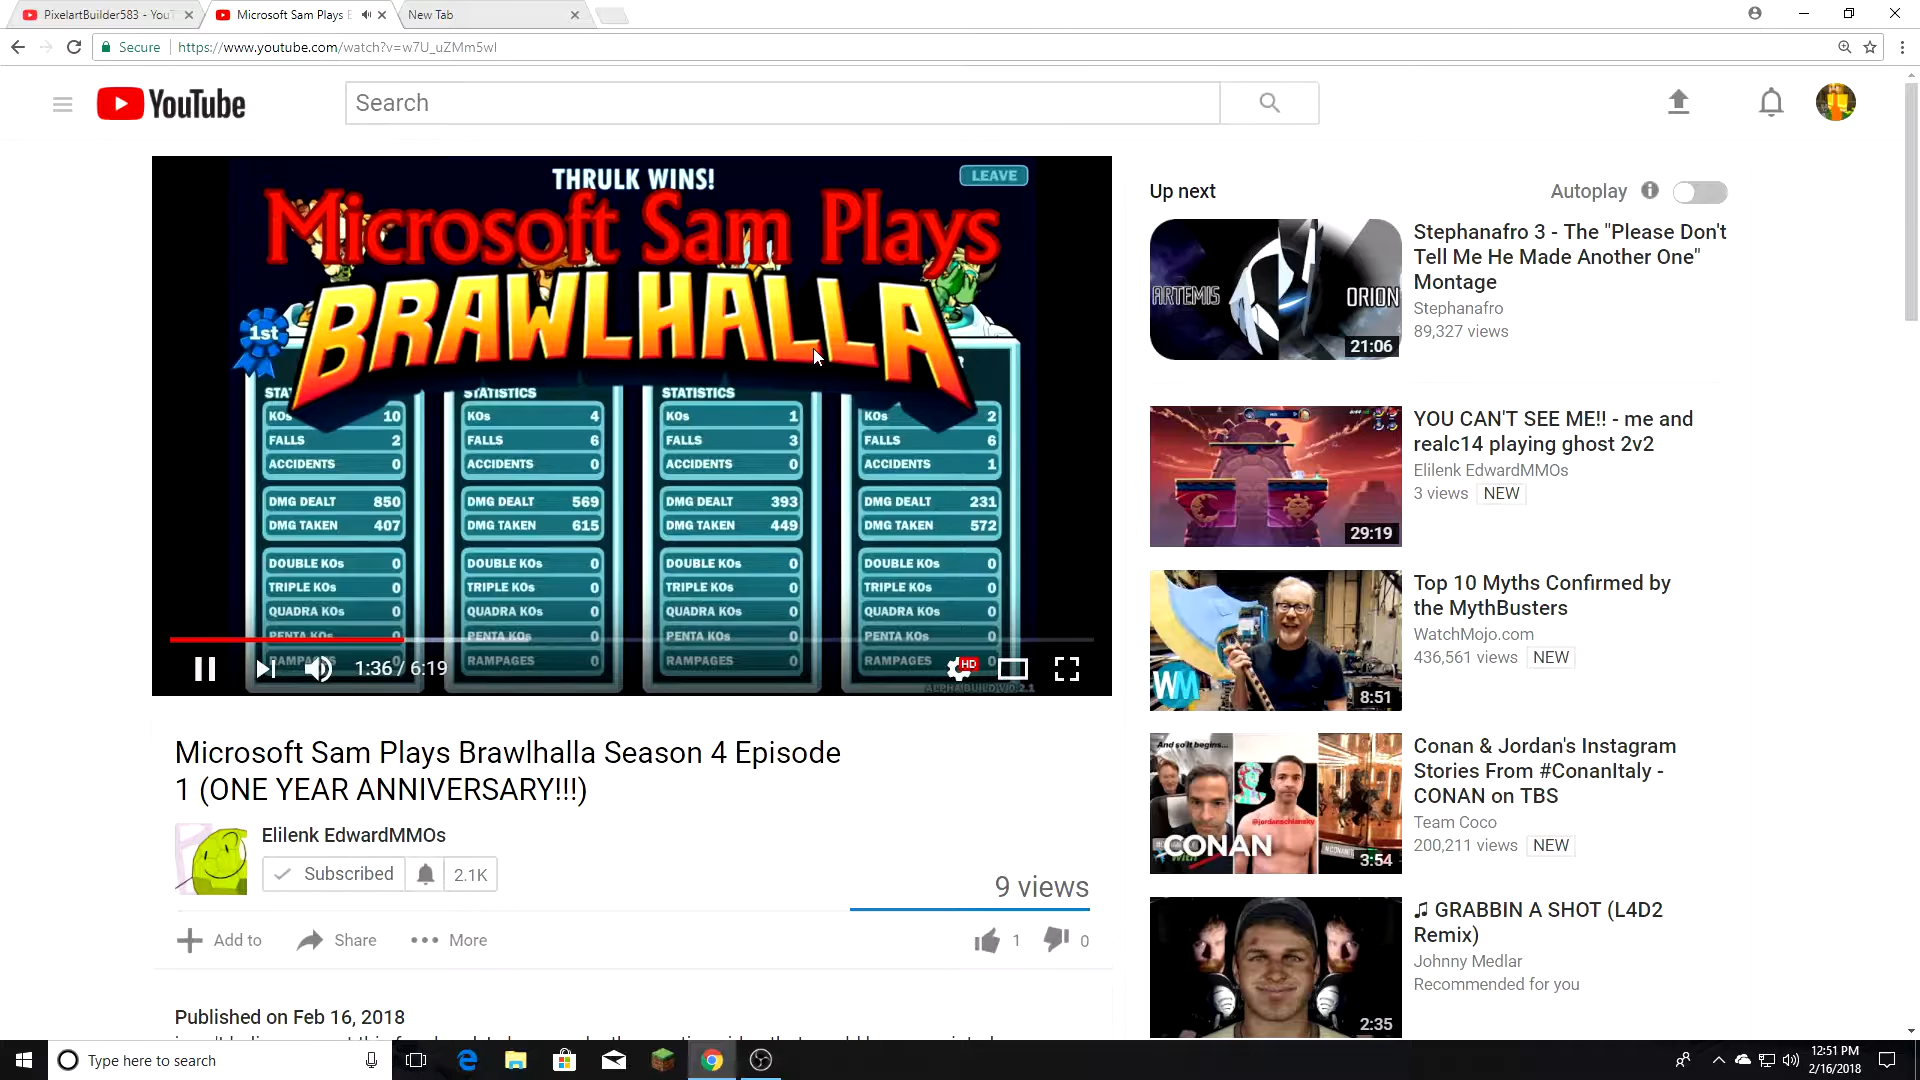 PixelartBuilder583 - YouT
Microsoft Sam Plays B
New Tab
Secure
https://www.youtube.com/watch?v=w7U_uZMm5wI
YouTube
Search
THRULK WINS!
LEAVE
Microsoft Sam Plays
BRAWLHALLA
1st
STATISTICS STATISTICS
KOs 10 KOs 4 KOs 1 KOs 2
FALLS 2 FALLS 6 FALLS 3 FALLS 6
ACCIDENTS 0 ACCIDENTS 0 ACCIDENTS 0 ACCIDENTS 1
DMG DEALT 850 DMG DEALT 569 DMG DEALT 393 DMG DEALT 231
DMG TAKEN 407 DMG TAKEN 615 DMG TAKEN 449 DMG TAKEN 572
DOUBLE KOs 0 DOUBLE KOs 0 DOUBLE KOs 0 DOUBLE KOs 0
TRIPLE KOs 0 TRIPLE KOs 0 TRIPLE KOs 0 TRIPLE KOs 0
QUADRA KOs 0 QUADRA KOs 0 QUADRA KOs 0 QUADRA KOs 0
PENTA KOs 0 PENTA KOs 0 PENTA KOs 0 PENTA KOs 0
RAMPAGES 0 RAMPAGES 0 RAMPAGES 0 RAMPAGES 0
1:36 / 6:19
HD
Microsoft Sam Plays Brawlhalla Season 4 Episode
1 (ONE YEAR ANNIVERSARY!!!)
Elilenk EdwardMMOs
Subscribed
2.1K
9 views
Add to
Share
More
1
0
Published on Feb 16, 2018
Up next
Autoplay
ARTEMIS
ORION
21:06
Stephanafro 3 - The "Please Don't
Tell Me He Made Another One"
Montage
Stephanafro
89,327 views
29:19
YOU CAN'T SEE ME!! - me and
realc14 playing ghost 2v2
Elilenk EdwardMMOs
3 views NEW
WM
8:51
Top 10 Myths Confirmed by
the MythBusters
WatchMojo.com
436,561 views NEW
And so it begins...
@jordanschlansky
CONAN
3:54
Conan & Jordan's Instagram
Stories From #ConanItaly -
CONAN on TBS
Team Coco
200,211 views NEW
2:35
♫ GRABBIN A SHOT (L4D2
Remix)
Johnny Medlar
Recommended for you
Type here to search
12:51 PM
2/16/2018